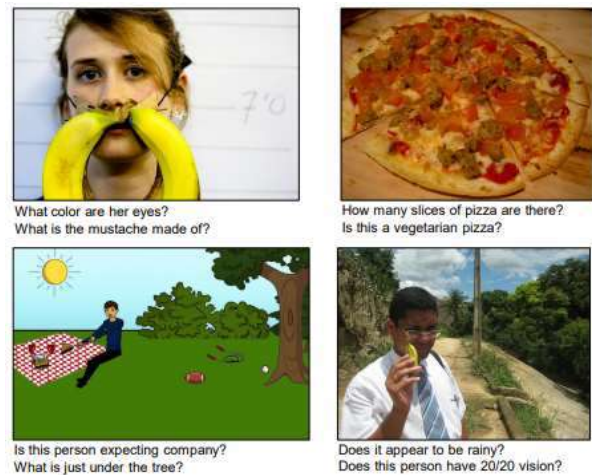 7'0
What color are her eyes?
What is the mustache made of?
How many slices of pizza are there?
Is this a vegetarian pizza?
Is this person expecting company?
What is just under the tree?
Does it appear to be rainy?
Does this person have 20/20 vision?